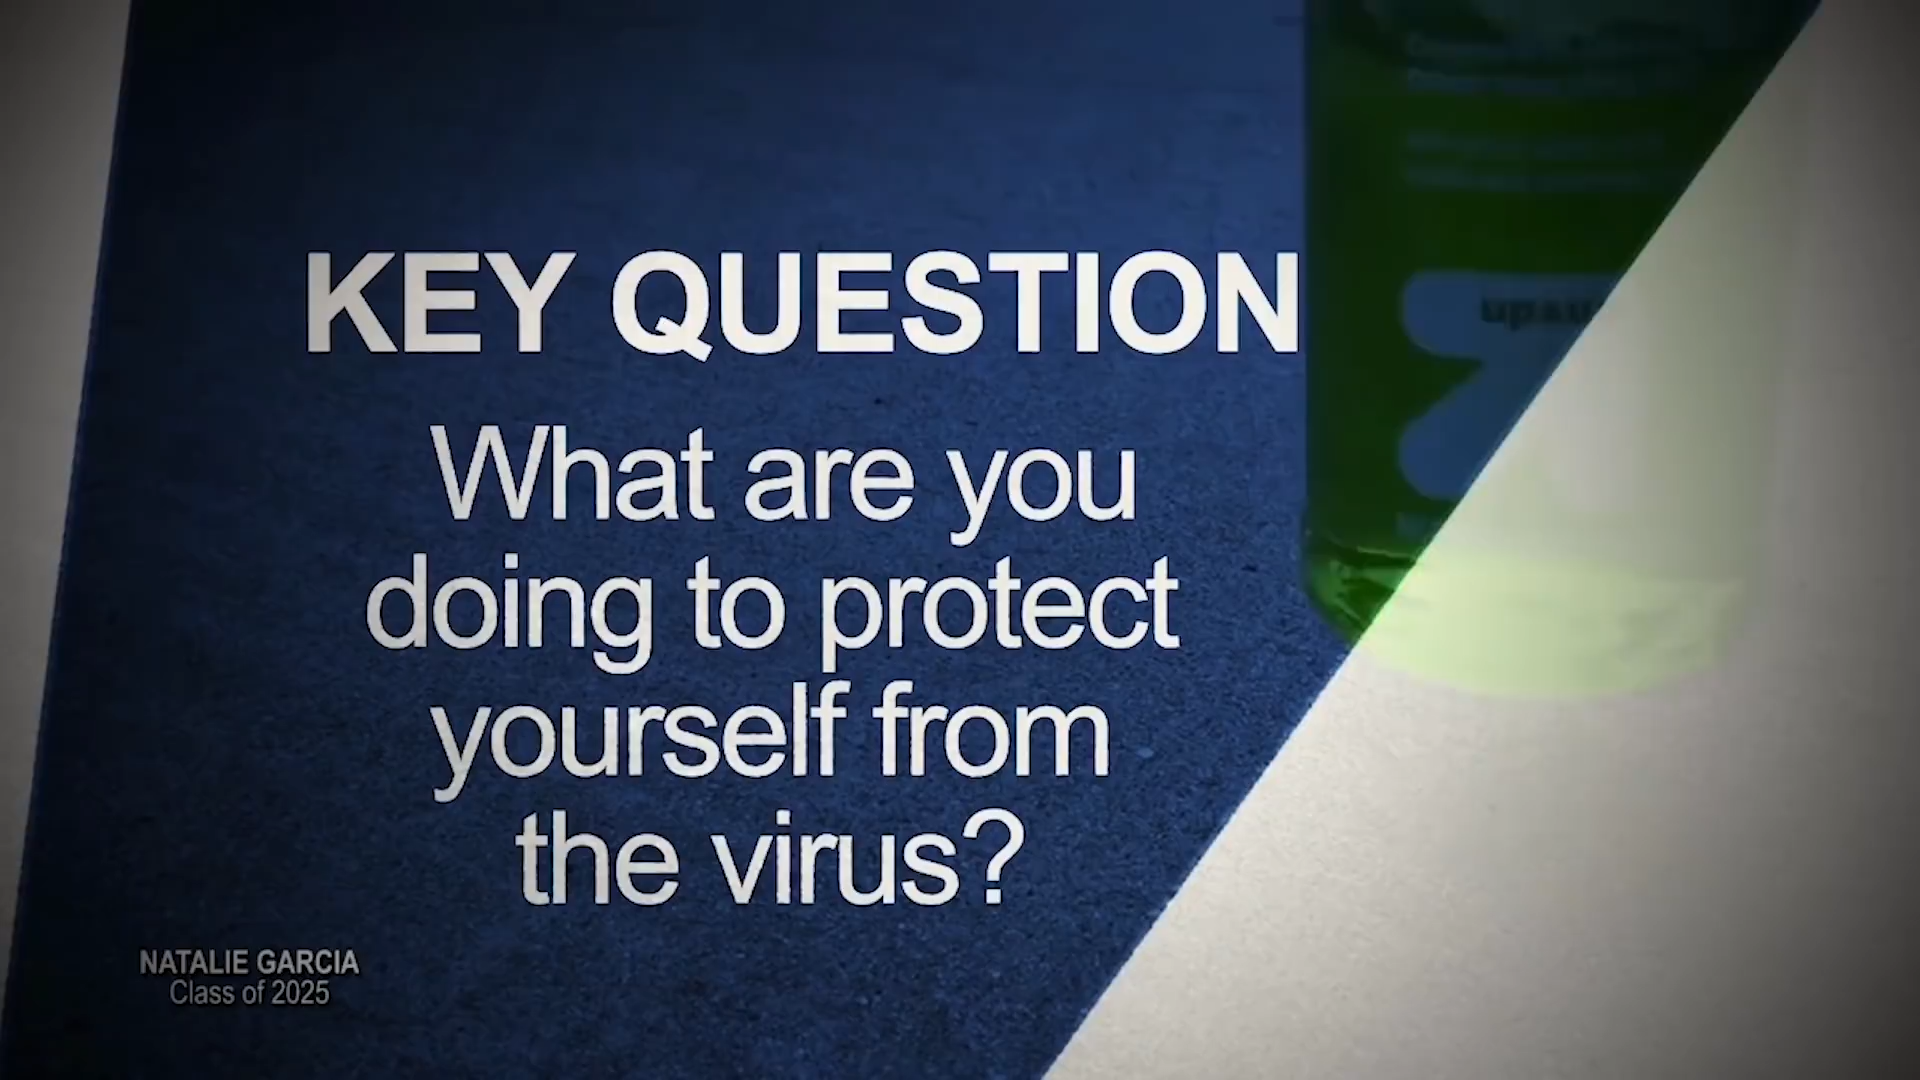 KEY QUESTION
What are you
doing to protect
yourself from
the virus?
NATALIE GARCIA
Class of 2025